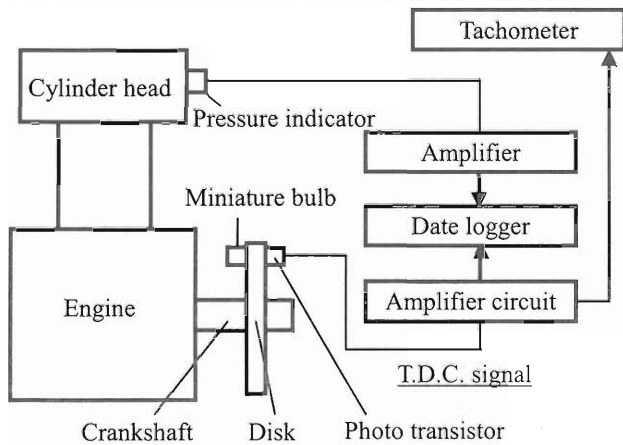 Tachometer
Cylinder head
Pressure indicator
Amplifier
Miniature bulb
Date logger
Engine
Amplifier circuit
T.D.C. signal
Crankshaft
Disk
Photo transistor